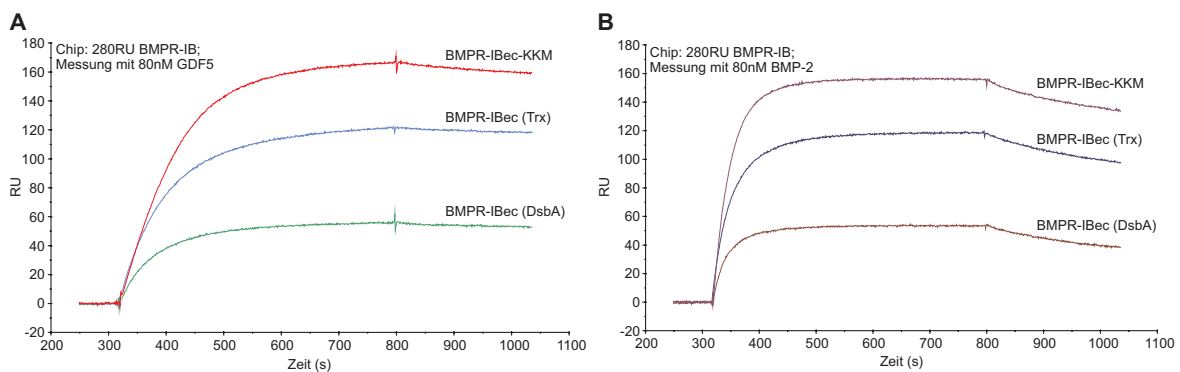 A
Chip: 280RU BMPR-IB;
Messung mit 80nM GDF5
BMPR-IBec-KKM
BMPR-IBec (Trx)
BMPR-IBec (DsbA)
RU
180
160
140
120
100
80
60
40
20
0
-20
200 300 400 500 600 700 800 900 1000 1100
Zeit (s)
B
Chip: 280RU BMPR-IB;
Messung mit 80nM BMP-2
BMPR-IBec-KKM
BMPR-IBec (Trx)
BMPR-IBec (DsbA)
RU
180
160
140
120
100
80
60
40
20
0
-20
200 300 400 500 600 700 800 900 1000 1100
Zeit (s)